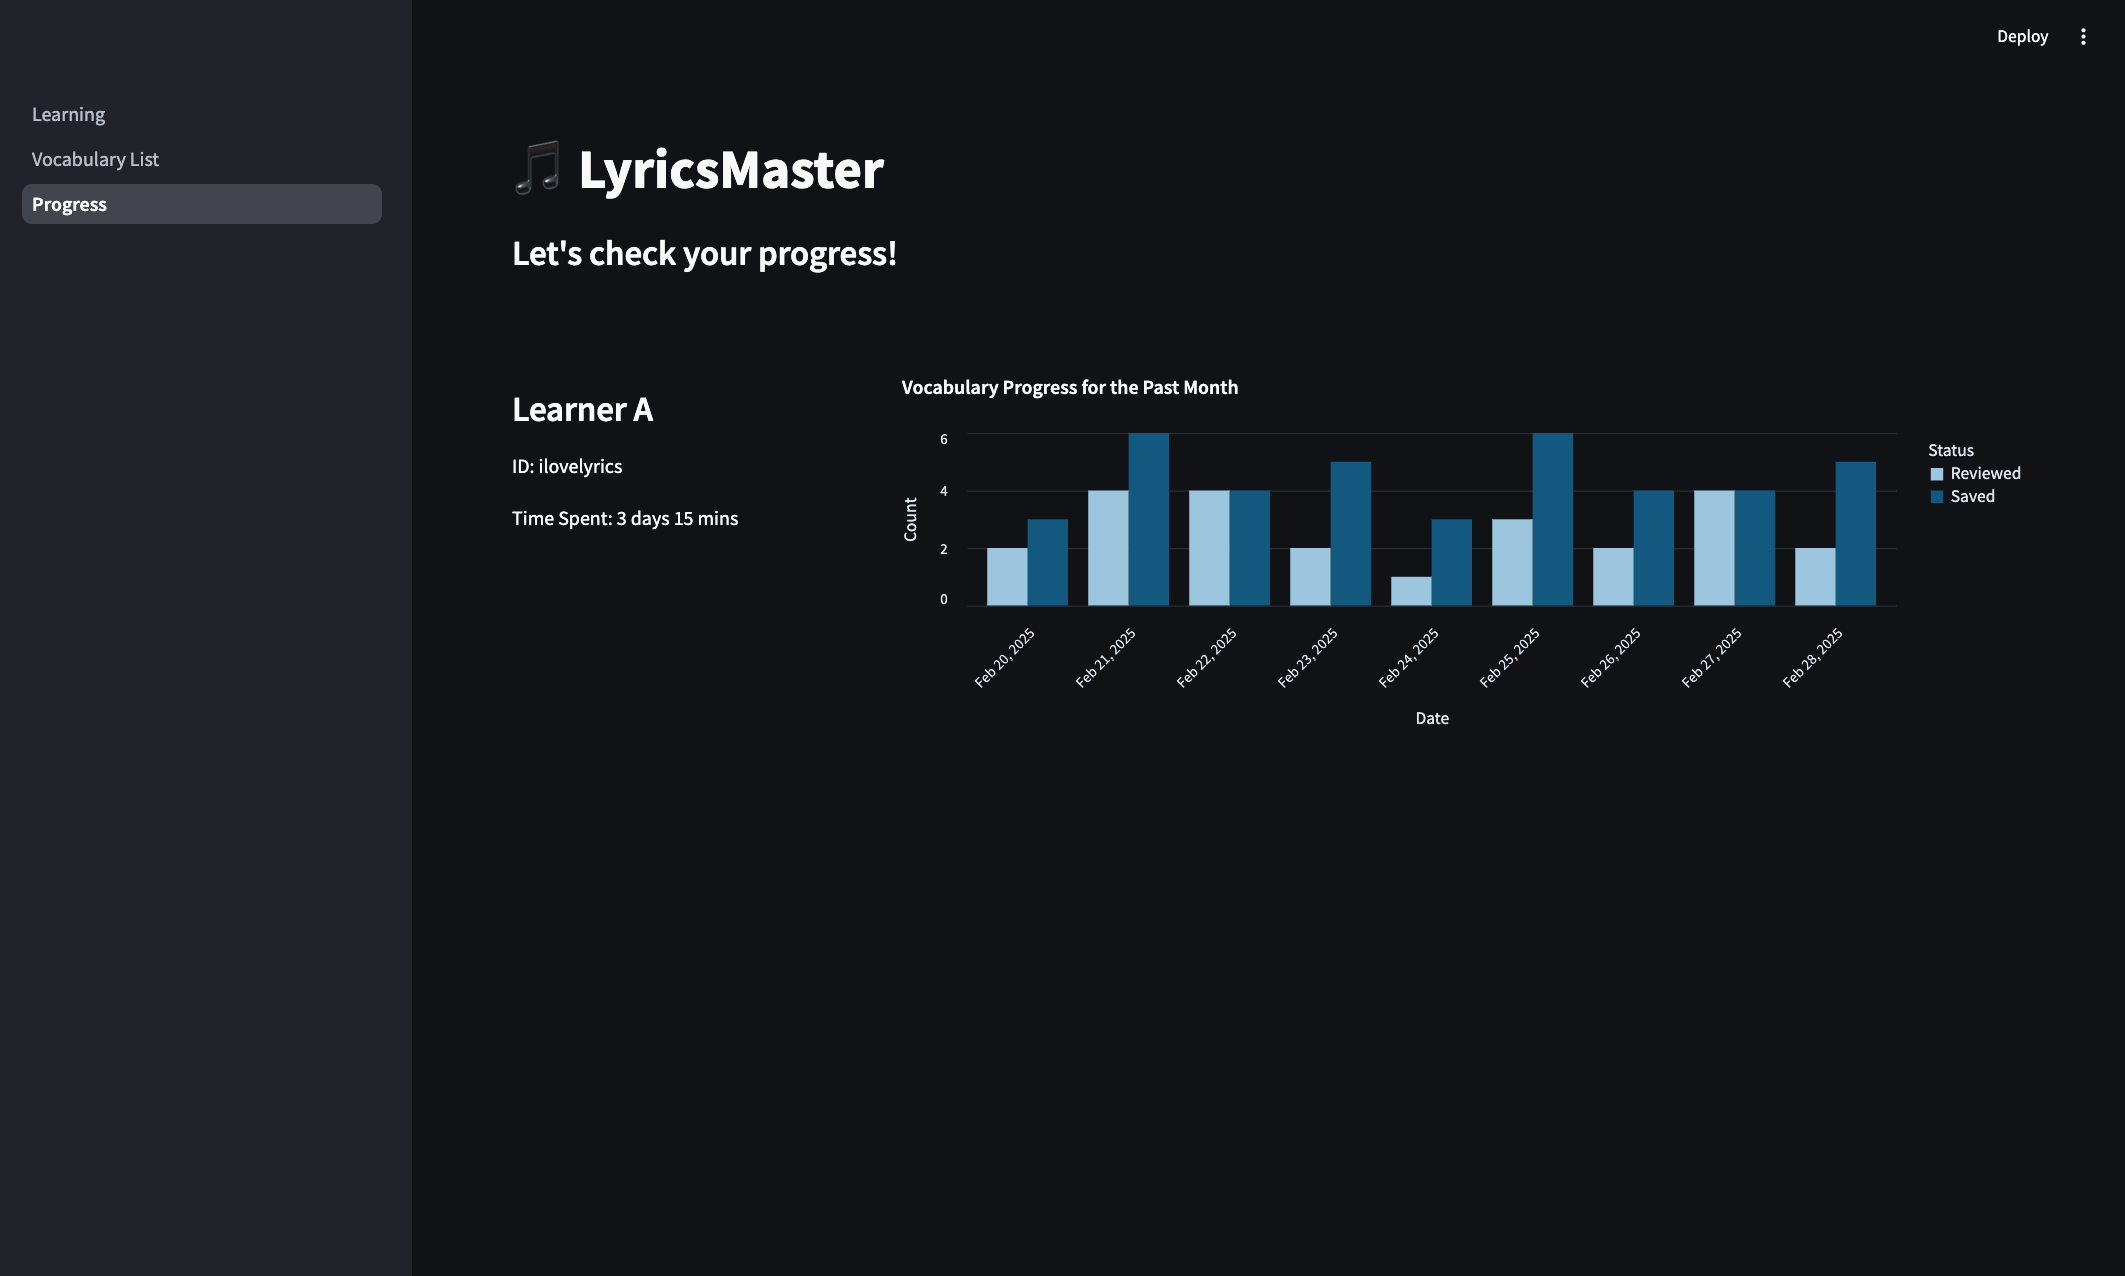 Deploy
Learning
Vocabulary List
Progress
LyricsMaster
Let's check your progress!
Learner A
ID: ilovelyrics
Time Spent: 3 days 15 mins
Vocabulary Progress for the Past Month
Count
6
4
2
0
Feb 20, 2025
Feb 21, 2025
Feb 22, 2025
Feb 23, 2025
Feb 24, 2025
Feb 25, 2025
Feb 26, 2025
Feb 27, 2025
Feb 28, 2025
Date
Status
Reviewed
Saved